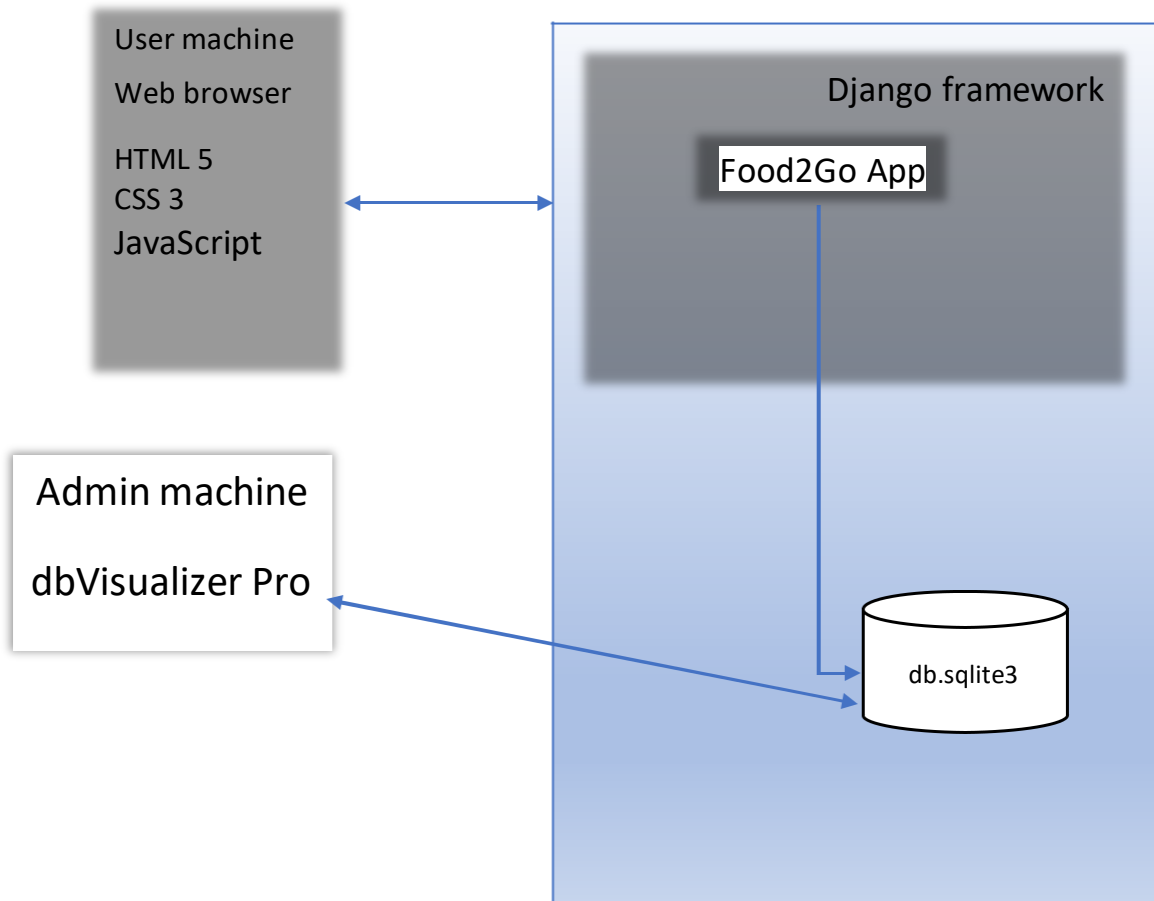 User machine
Web browser
HTML 5
CSS 3
JavaScript
Django framework
Food2Go App
Admin machine
dbVisualizer Pro
db.sqlite3